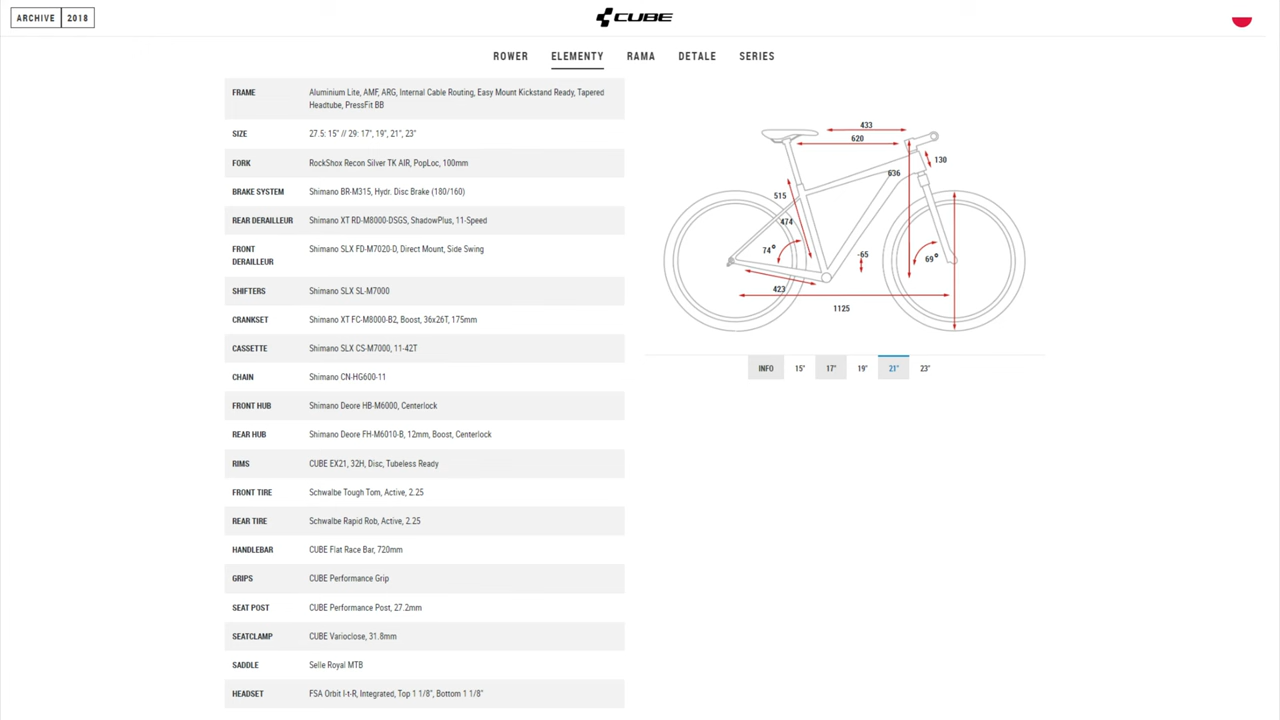 ARCHIVE 2018
CUBE
ROWER ELEMENTY RAMA DETALE SERIES
FRAME Aluminium Lite, AMF, ARG, Internal Cable Routing, Easy Mount Kickstand Ready, Tapered
Headtube, PressFit BB
SIZE 27.5: 15" // 29: 17", 19", 21", 23"
FORK RockShox Recon Silver TK AIR, PopLoc, 100mm
BRAKE SYSTEM Shimano BR-M315, Hydr. Disc Brake (180/160)
REAR DERAILLEUR Shimano XT RD-M8000-DSGS, ShadowPlus, 11-Speed
FRONT Shimano SLX FD-M7020-D, Direct Mount, Side Swing
DERAILLEUR
SHIFTERS Shimano SLX SL-M7000
CRANKSET Shimano XT FC-M8000-B2, Boost, 36x26T, 175mm
CASSETTE Shimano SLX CS-M7000, 11-42T
CHAIN Shimano CN-HG600-11
FRONT HUB Shimano Deore HB-M6000, Centerlock
REAR HUB Shimano Deore FH-M6010-B, 12mm, Boost, Centerlock
RIMS CUBE EX21, 32H, Disc, Tubeless Ready
FRONT TIRE Schwalbe Tough Tom, Active, 2.25
REAR TIRE Schwalbe Rapid Rob, Active, 2.25
HANDLEBAR CUBE Flat Race Bar, 720mm
GRIPS CUBE Performance Grip
SEAT POST CUBE Performance Post, 27.2mm
SEATCLAMP CUBE Varioclose, 31.8mm
SADDLE Selle Royal MTB
HEADSET FSA Orbit I-t-R, Integrated, Top 1 1/8", Bottom 1 1/8"
433
620
130
636
515
474
74°
-65
69°
423
1125
INFO 15" 17" 19" 21" 23"